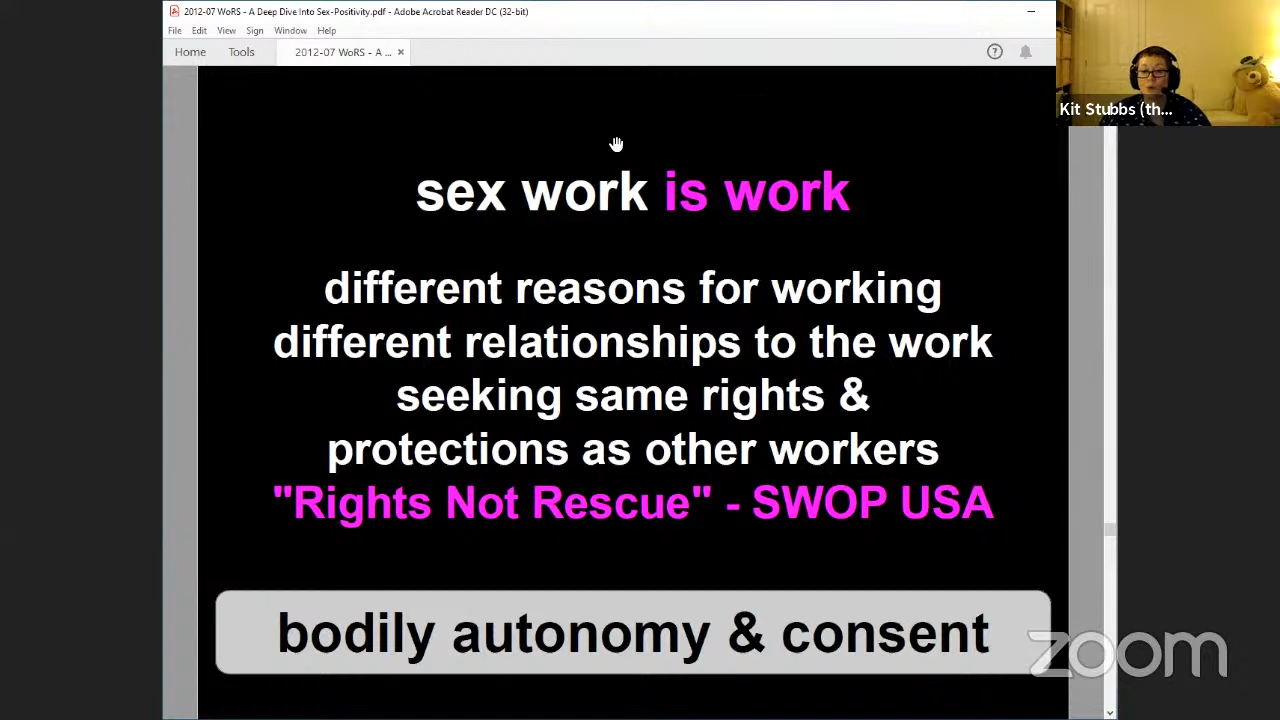 2012-07 WoRS - A Deep Dive Into Sex-Positivity.pdf - Adobe Acrobat Reader DC (32-bit)
File Edit View Sign Window Help
Home Tools 2012-07 WoRS - A ... ×
Kit Stubbs (th...
sex work is work
different reasons for working
different relationships to the work
seeking same rights &
protections as other workers
"Rights Not Rescue" - SWOP USA
bodily autonomy & consent
zoom